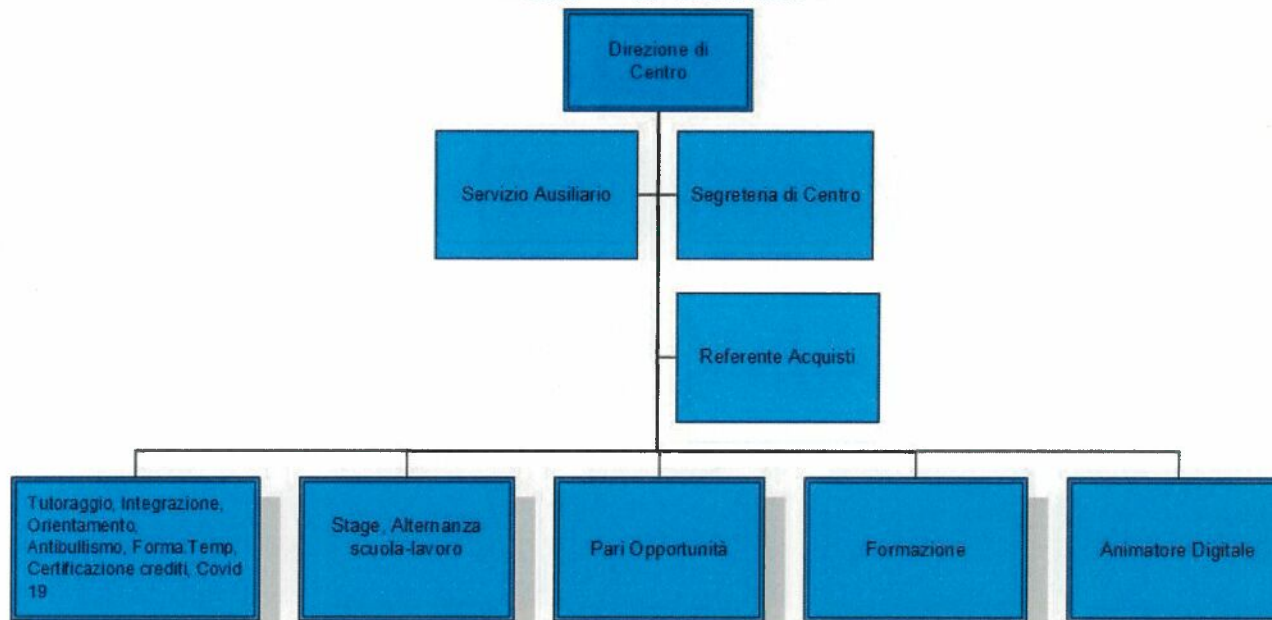 Direzione di
Centro
Servizio Ausiliario
Segreteria di Centro
Referente Acquisti
Tutoraggio, Integrazione,
Orientamento,
Antibullismo, Forma.Temp,
Certificazione crediti, Covid
19
Stage, Alternanza
scuola-lavoro
Pari Opportunità
Formazione
Animatore Digitale